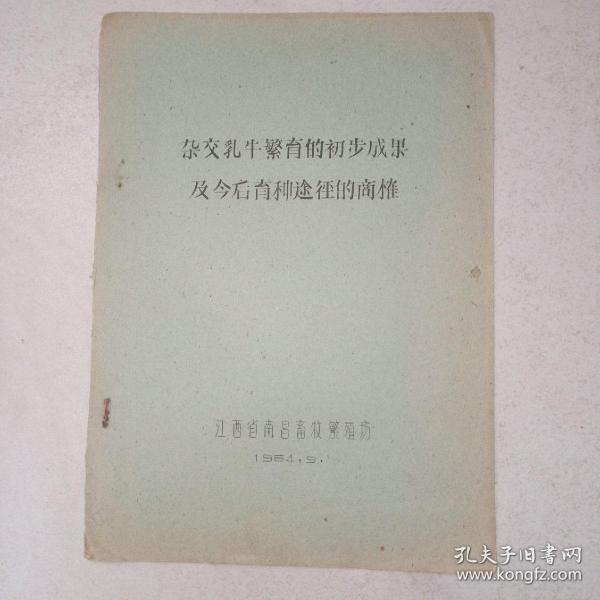 杂交乳牛繁育的初步成果
及今后育种途径的商榷
江西省南昌畜牧繁殖场
1964,9.
孔夫子旧书网
www.kongfz.com